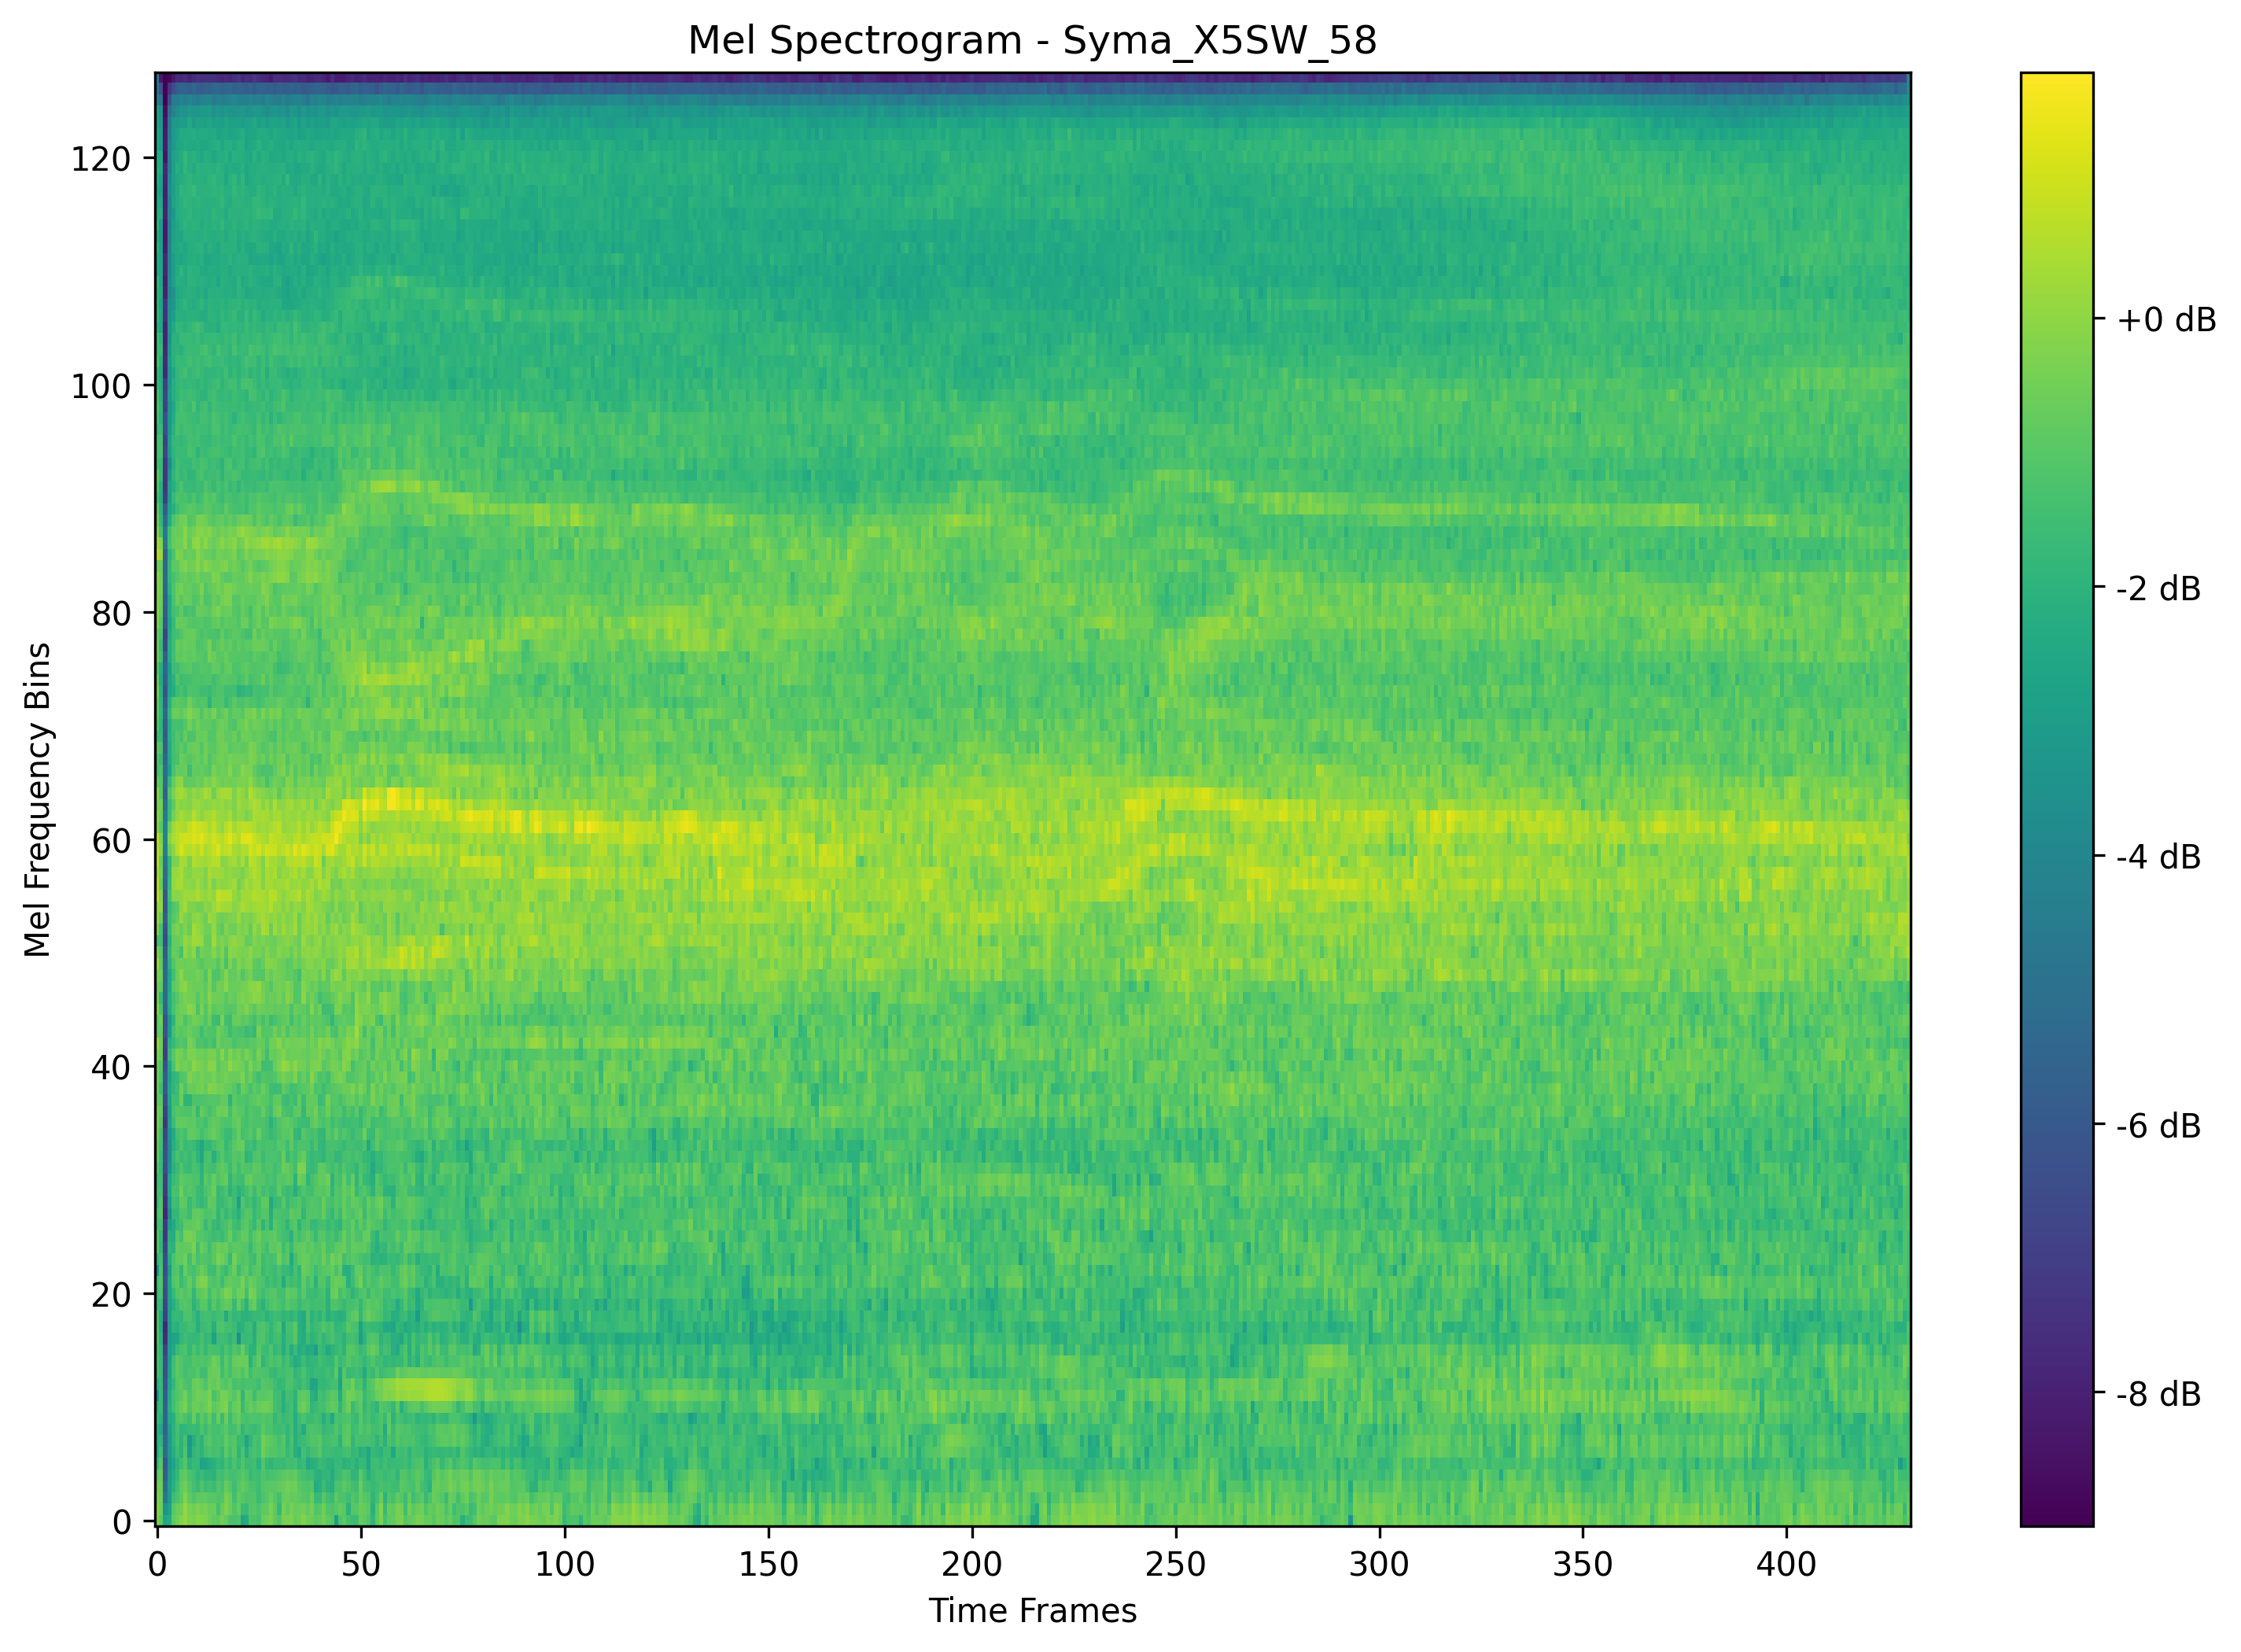 Mel Spectrogram - Syma_X5SW_58
Mel Frequency Bins
120
100
80
60
40
20
0
0 50 100 150 200 250 300 350 400
Time Frames
+0 dB
-2 dB
-4 dB
-6 dB
-8 dB